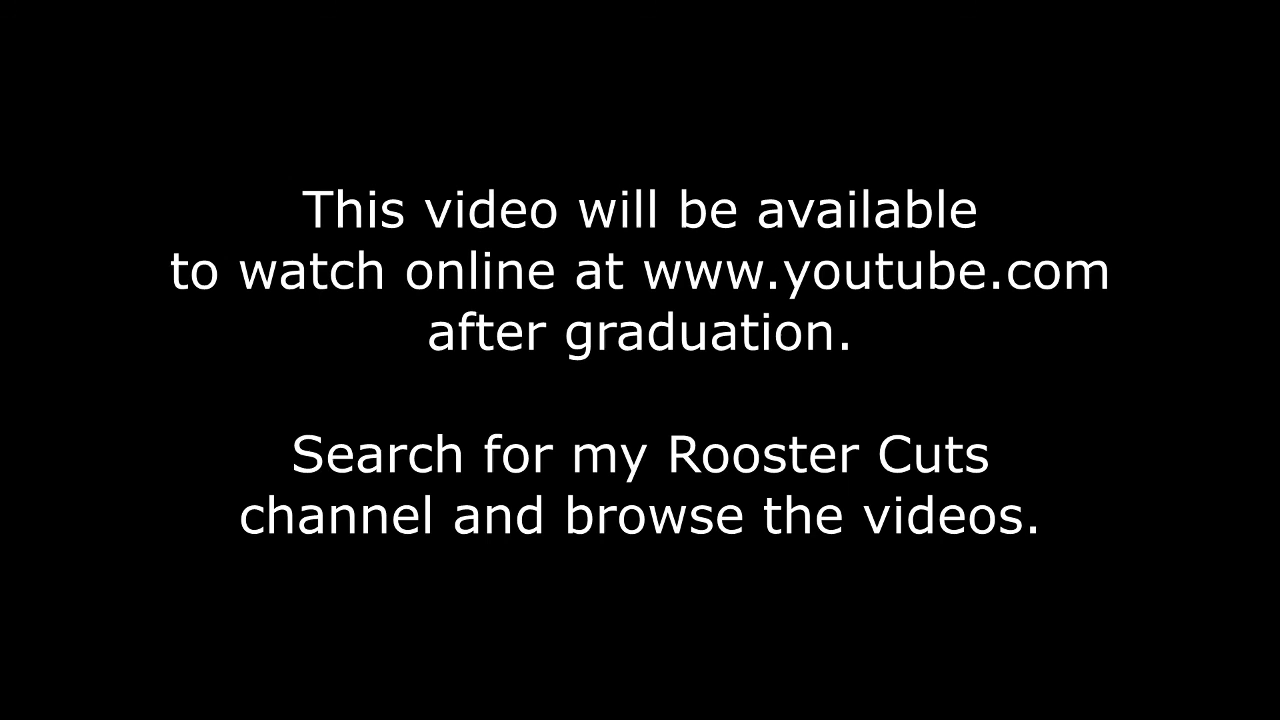 This video will be available
to watch online at www.youtube.com
after graduation.
Search for my Rooster Cuts
channel and browse the videos.